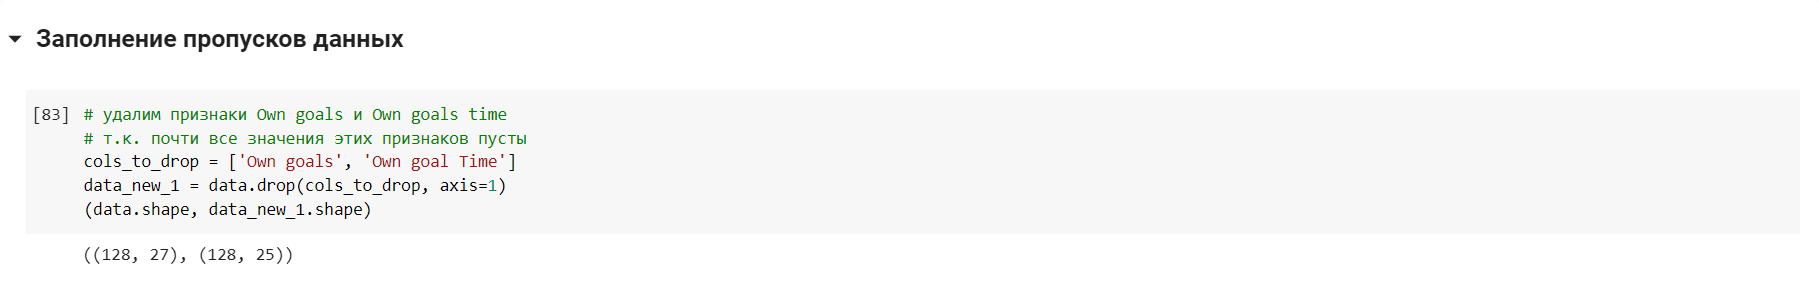 Заполнение пропусков данных
[83] # удалим признаки Own goals и Own goals time
# т.к. почти все значения этих признаков пусты
cols_to_drop = ['Own goals', 'Own goal Time']
data_new_1 = data.drop(cols_to_drop, axis=1)
(data.shape, data_new_1.shape)
((128, 27), (128, 25))